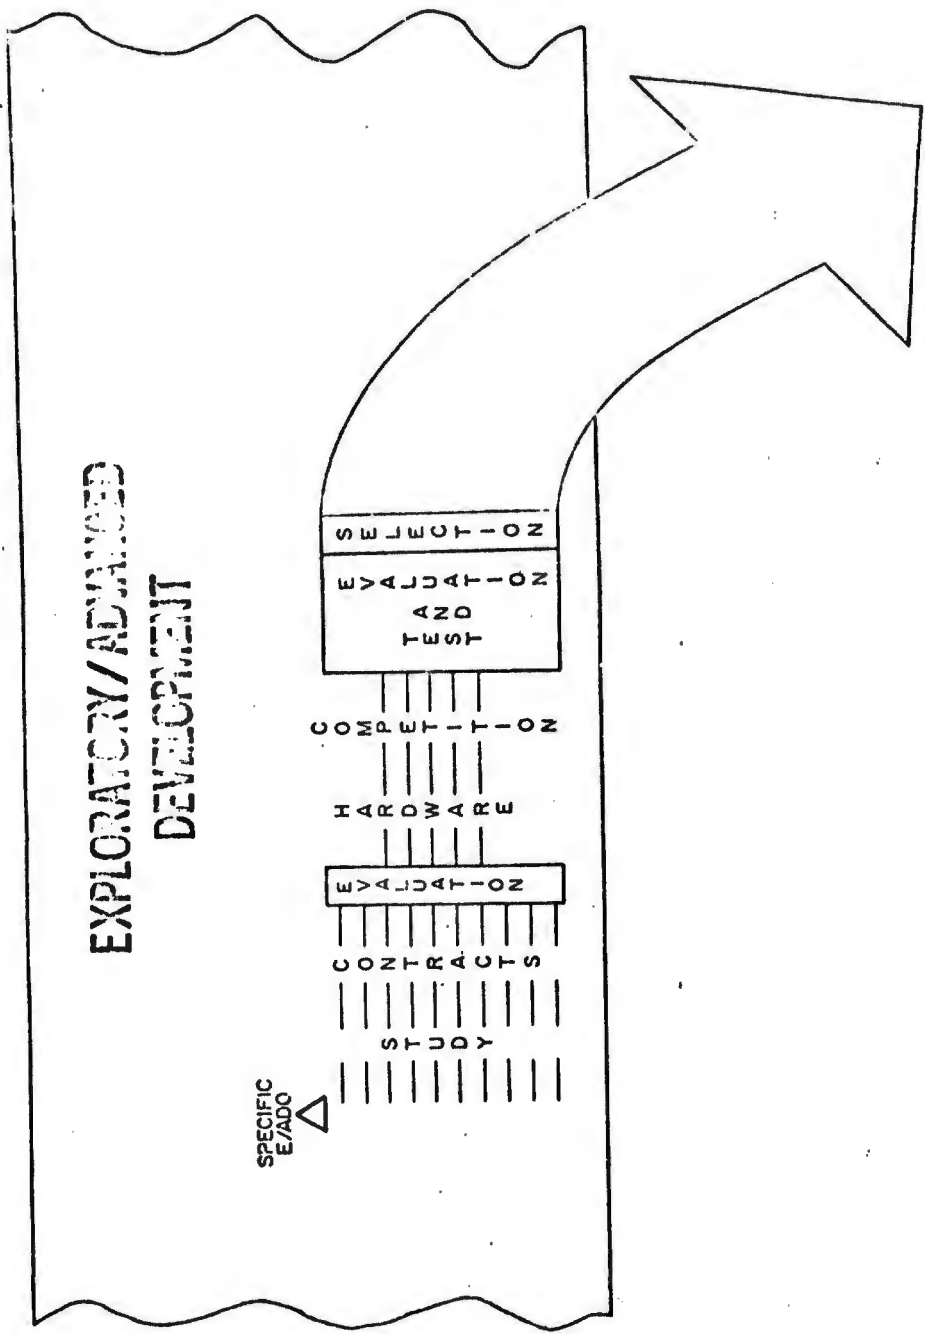 EXPLORATORY/ADVANCED
DEVELOPMENT
SPECIFIC
E/ADO
STUDY
CONTRACTS
EVALUATION
HARDWARE
COMPETITION
TEST
AND
EVALUATION
SELECTION